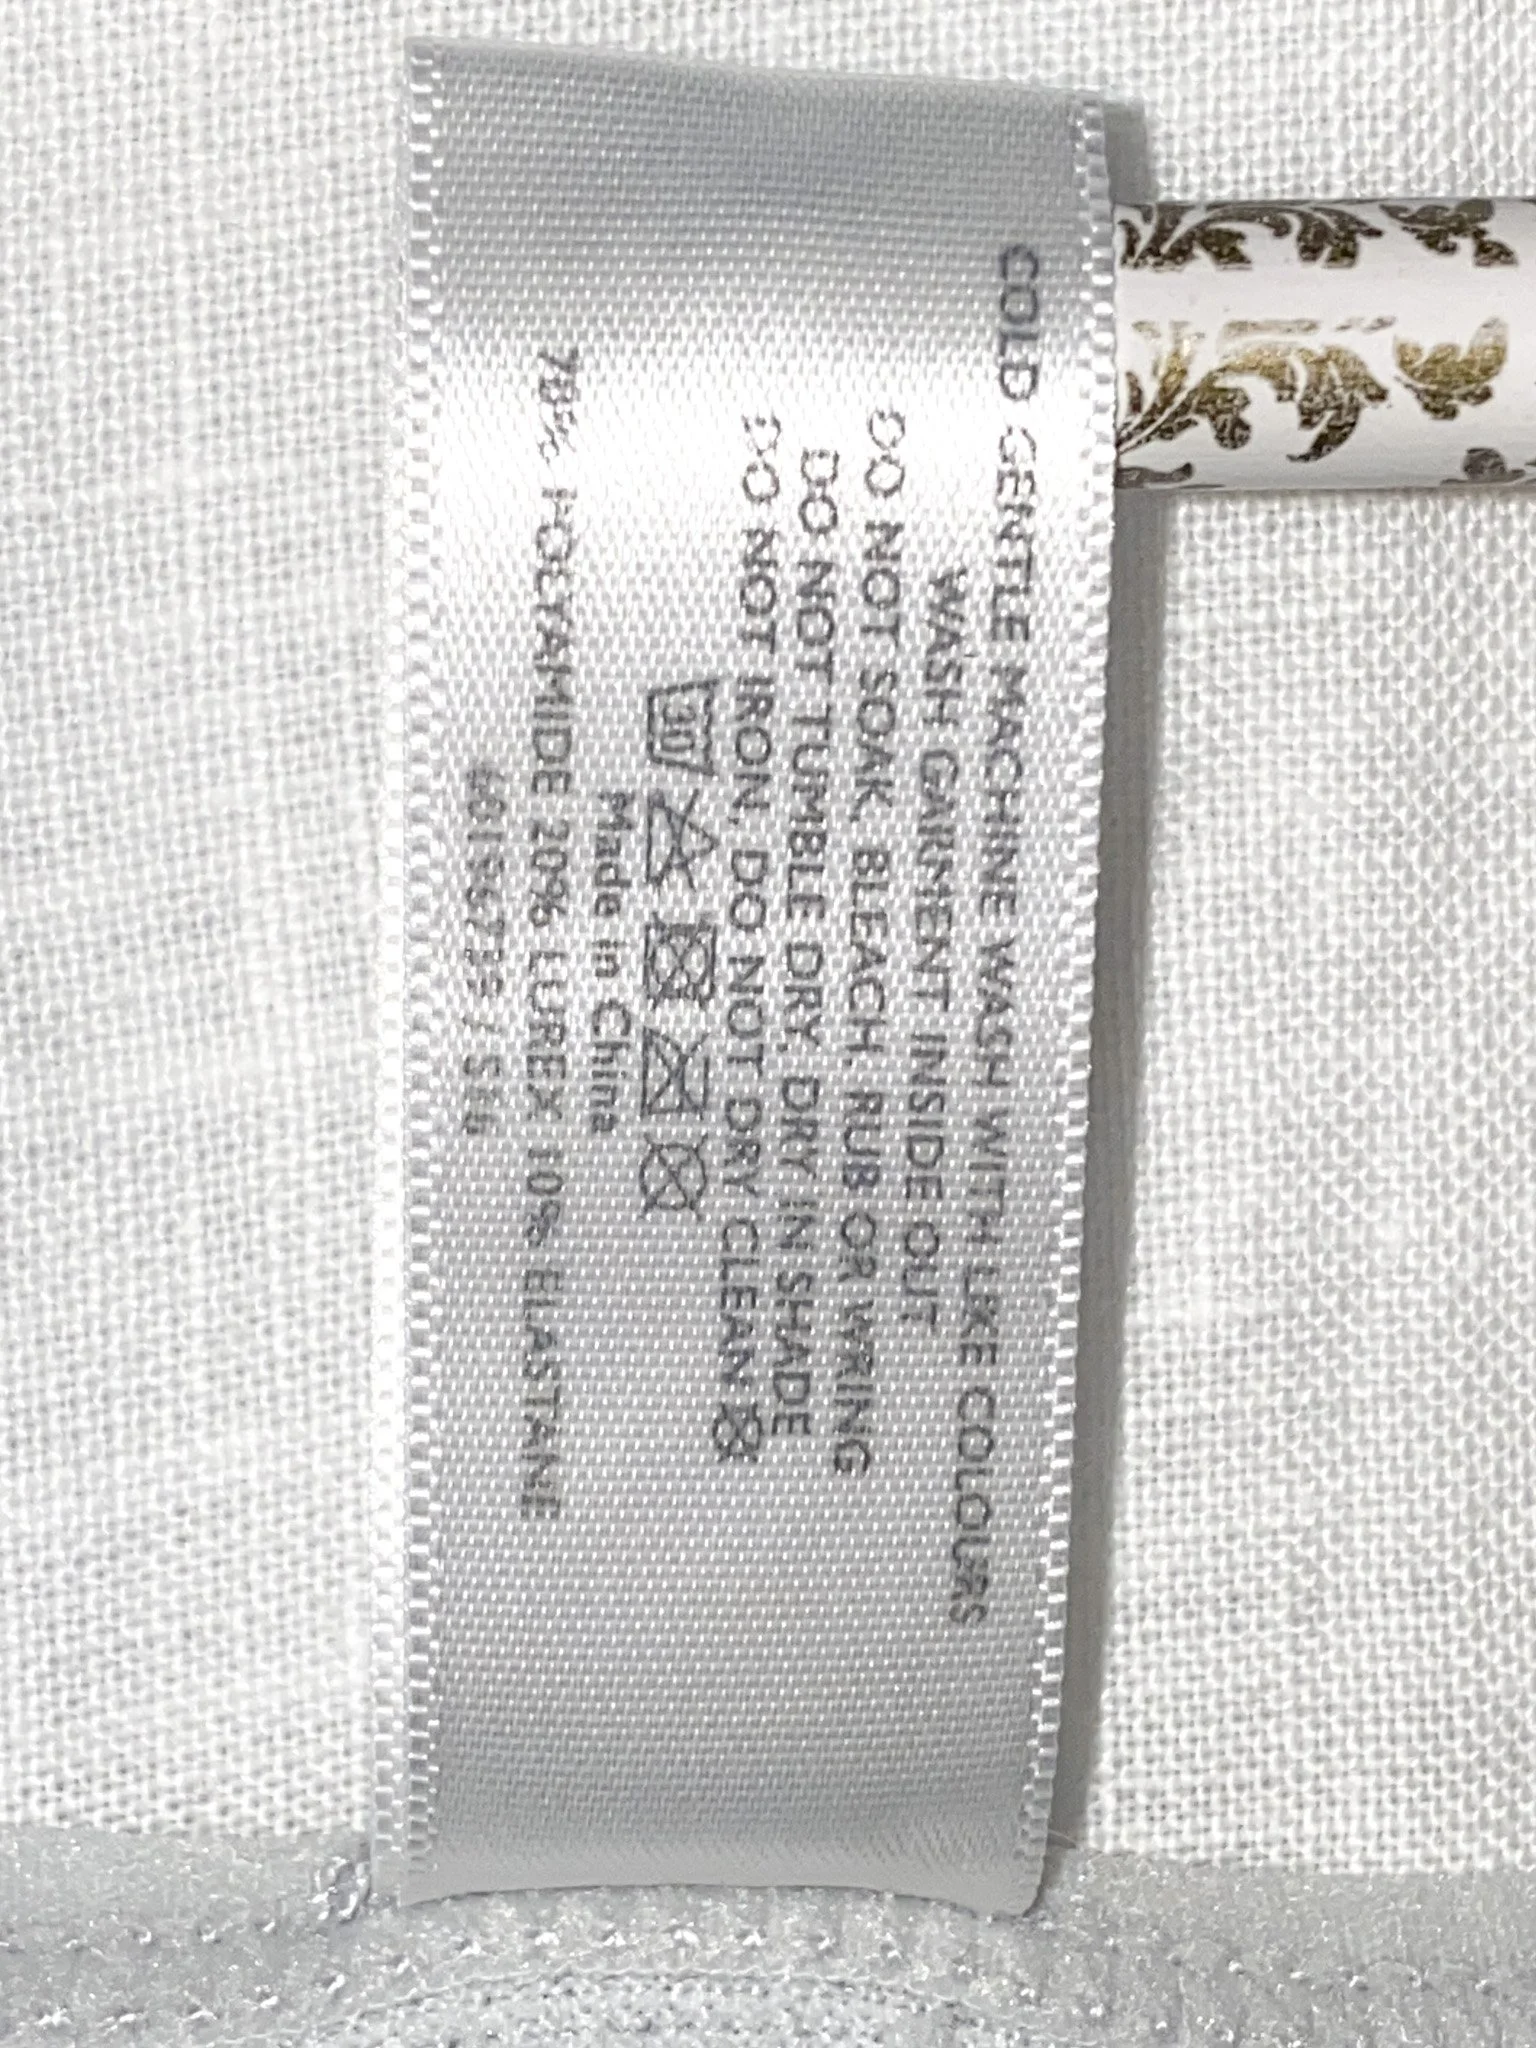 COLD GENTLE MACHINE WASH WITH LIKE COLOURS
WASH GARMENT INSIDE OUT
DO NOT SOAK, BLEACH, RUB OR WRING
DO NOT TUMBLE DRY, DRY IN SHADE
DO NOT IRON, DO NOT DRY CLEAN
30
Made in China
70% POLYAMIDE 20% LUREX 10% ELASTANE